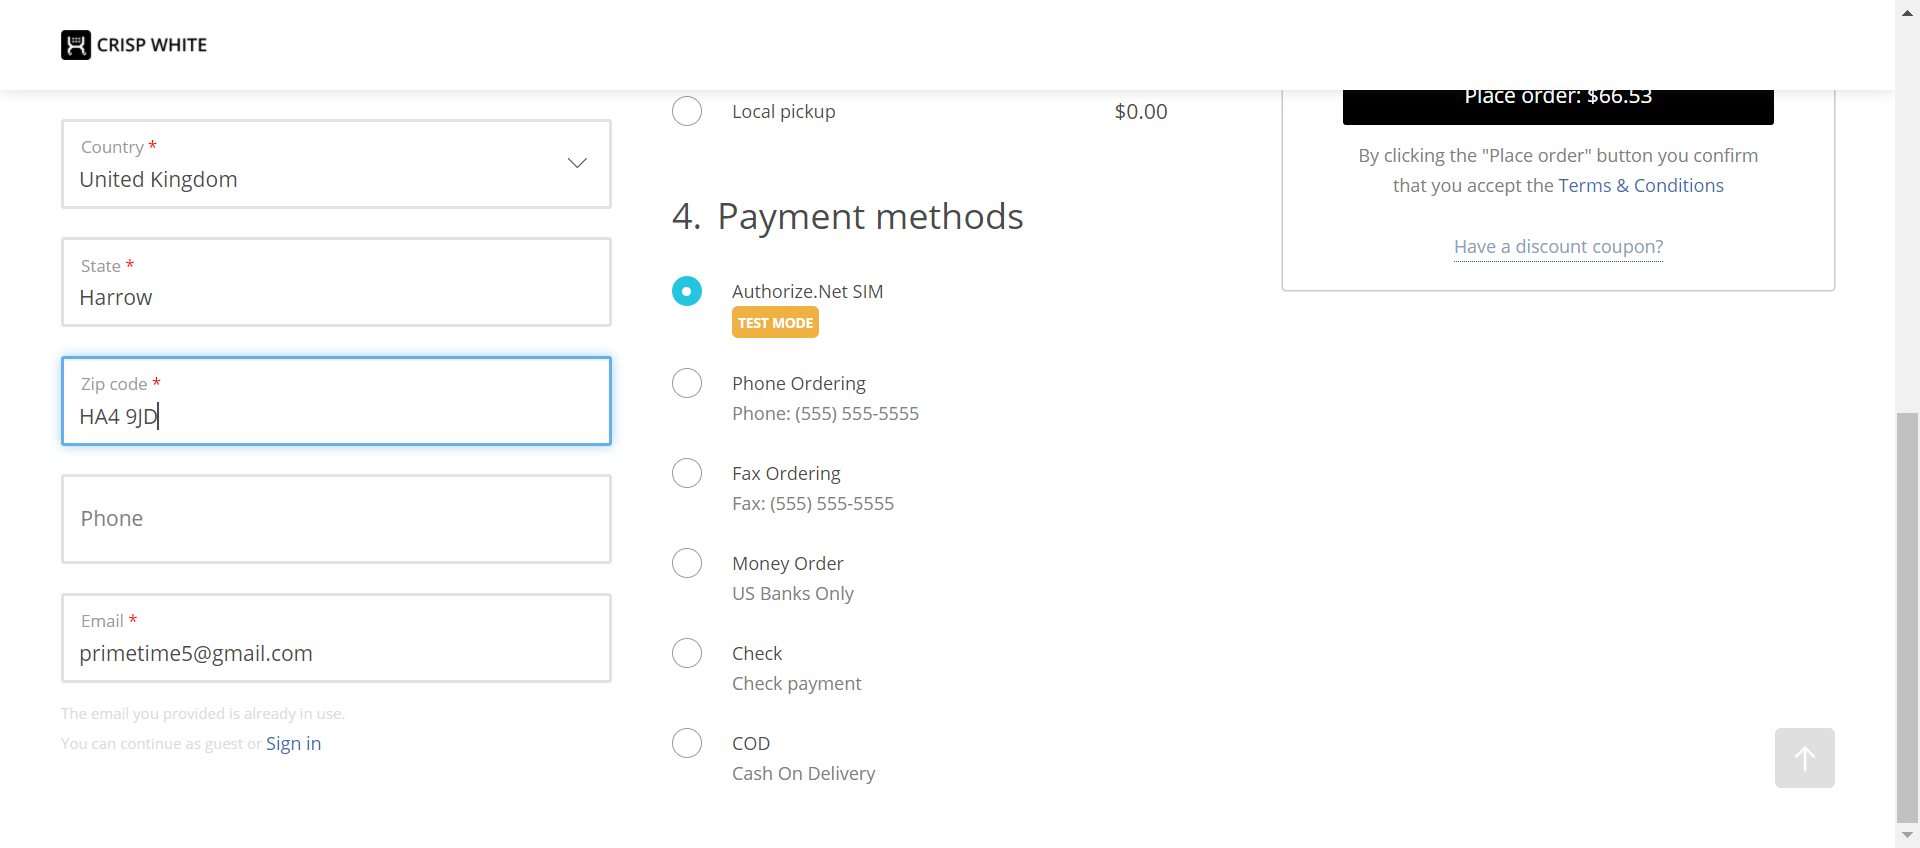 CRISP WHITE
Country *
United Kingdom
State *
Harrow
Zip code *
HA4 9JD
Phone
Email *
primetime5@gmail.com
The email you provided is already in use.
You can continue as guest or Sign in
Local pickup $0.00
4. Payment methods
Authorize.Net SIM
TEST MODE
Phone Ordering
Phone: (555) 555-5555
Fax Ordering
Fax: (555) 555-5555
Money Order
US Banks Only
Check
Check payment
COD
Cash On Delivery
Place order: $66.53
By clicking the "Place order" button you confirm
that you accept the Terms & Conditions
Have a discount coupon?